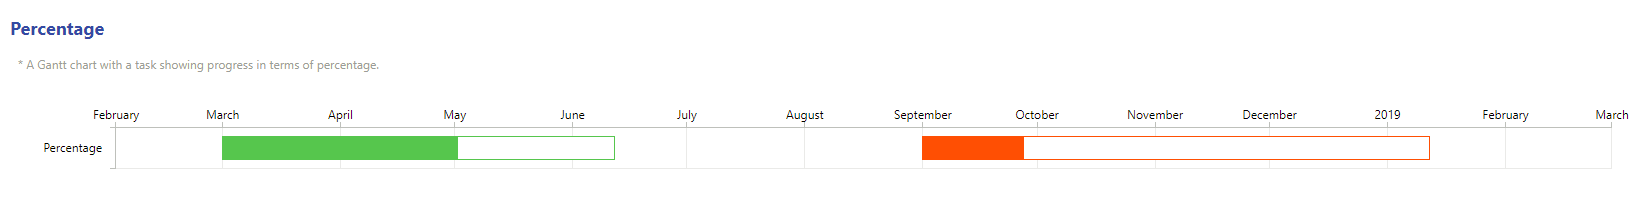 Percentage
* A Gantt chart with a task showing progress in terms of percentage.
February March April May June July August September October November December 2019 February March
Percentage